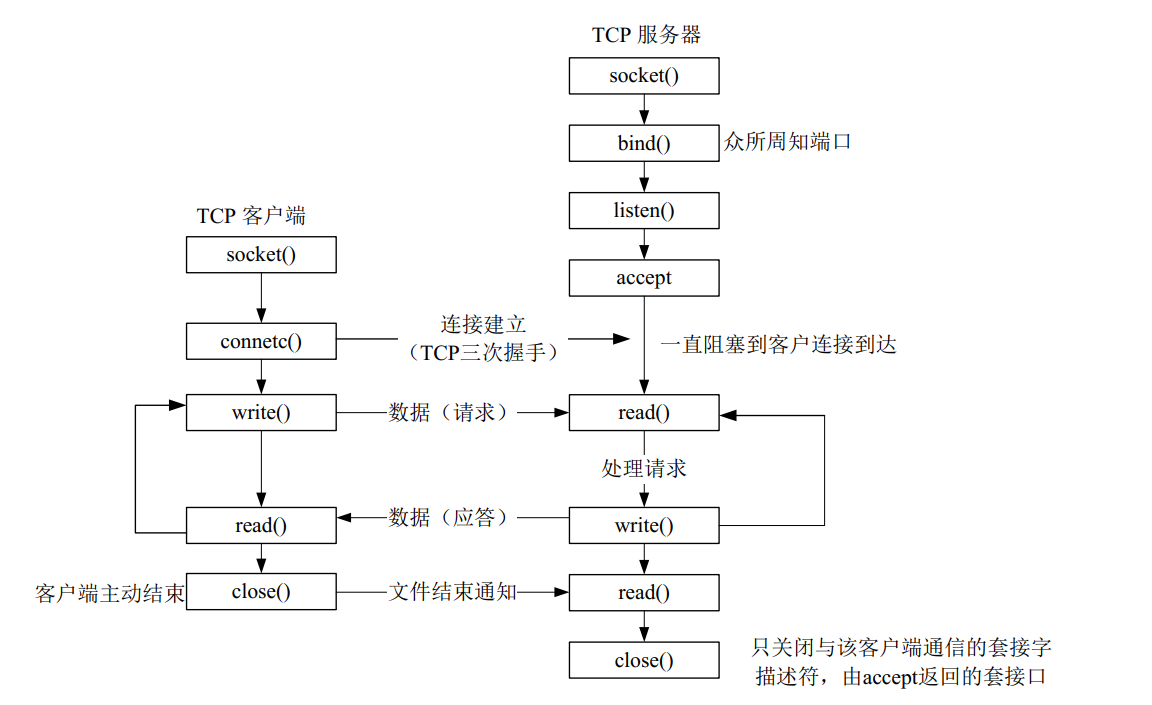 TCP 服务器
socket()
bind()
众所周知端口
listen()
TCP 客户端
socket()
accept
connetc()
连接建立
（TCP三次握手）
一直阻塞到客户连接到达
write()
数据（请求）
read()
处理请求
read()
数据（应答）
write()
客户端主动结束
close()
文件结束通知
read()
close()
只关闭与该客户端通信的套接字
描述符，由accept返回的套接口